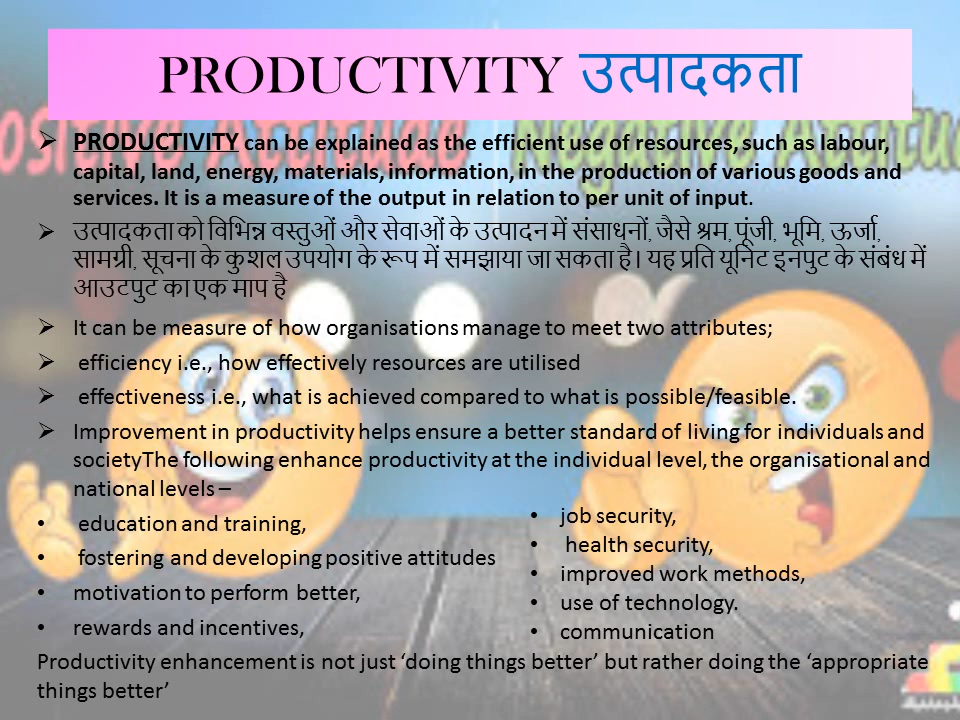 PRODUCTIVITY उत्पादकता
Positive Attitude Negative Attitu
➢ PRODUCTIVITY can be explained as the efficient use of resources, such as labour,
capital, land, energy, materials, information, in the production of various goods and
services. It is a measure of the output in relation to per unit of input.
➢ उत्पादकता को विभिन्न वस्तुओं और सेवाओं के उत्पादन में संसाधनों, जैसे श्रम, पूंजी, भूमि, ऊर्जा,
सामग्री, सूचना के कुशल उपयोग के रूप में समझाया जा सकता है। यह प्रति यूनिट इनपुट के संबंध में
आउटपुट का एक माप है
➢ It can be measure of how organisations manage to meet two attributes;
➢ efficiency i.e., how effectively resources are utilised
➢ effectiveness i.e., what is achieved compared to what is possible/feasible.
➢ Improvement in productivity helps ensure a better standard of living for individuals and
societyThe following enhance productivity at the individual level, the organisational and
national levels –
• education and training,
• fostering and developing positive attitudes
• motivation to perform better,
• rewards and incentives,
• job security,
• health security,
• improved work methods,
• use of technology.
• communication
Productivity enhancement is not just ‘doing things better’ but rather doing the ‘appropriate
things better’